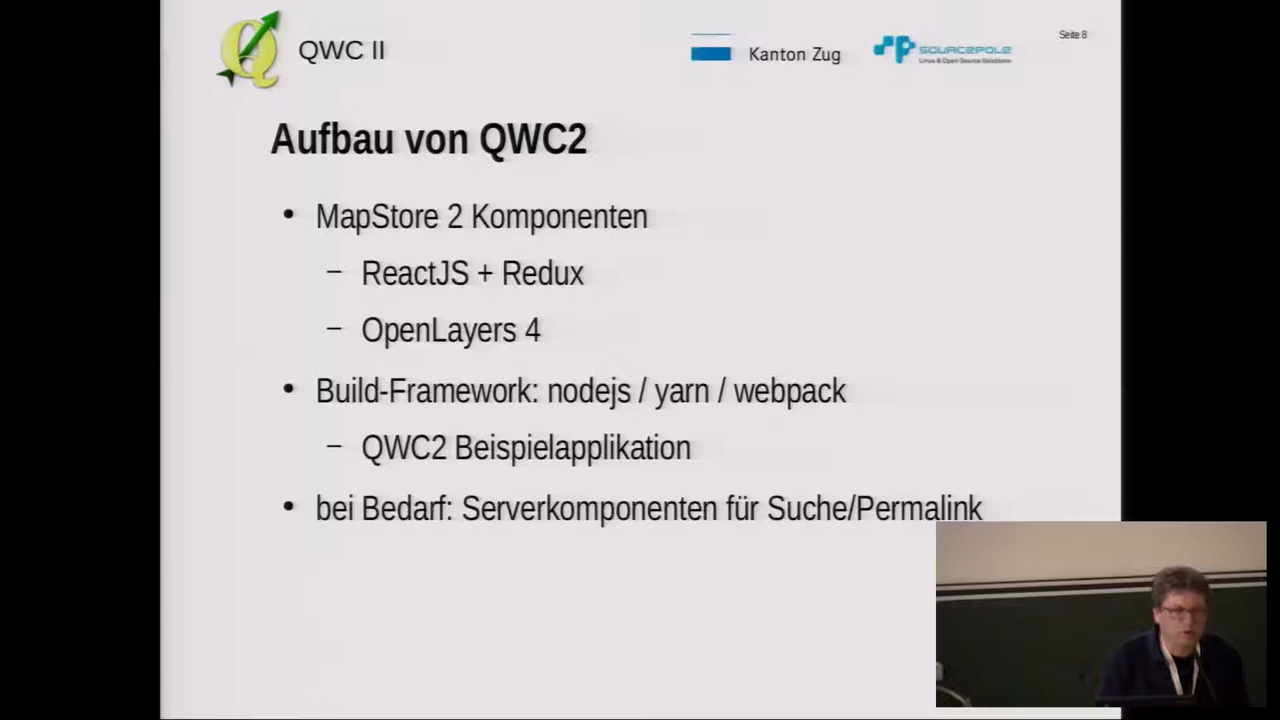 QWC II
Kanton Zug
SOURCEPOLE
Linux & Open Source Solutions
Seite 8
Aufbau von QWC2
• MapStore 2 Komponenten
– ReactJS + Redux
– OpenLayers 4
• Build-Framework: nodejs / yarn / webpack
– QWC2 Beispielapplikation
• bei Bedarf: Serverkomponenten für Suche/Permalink